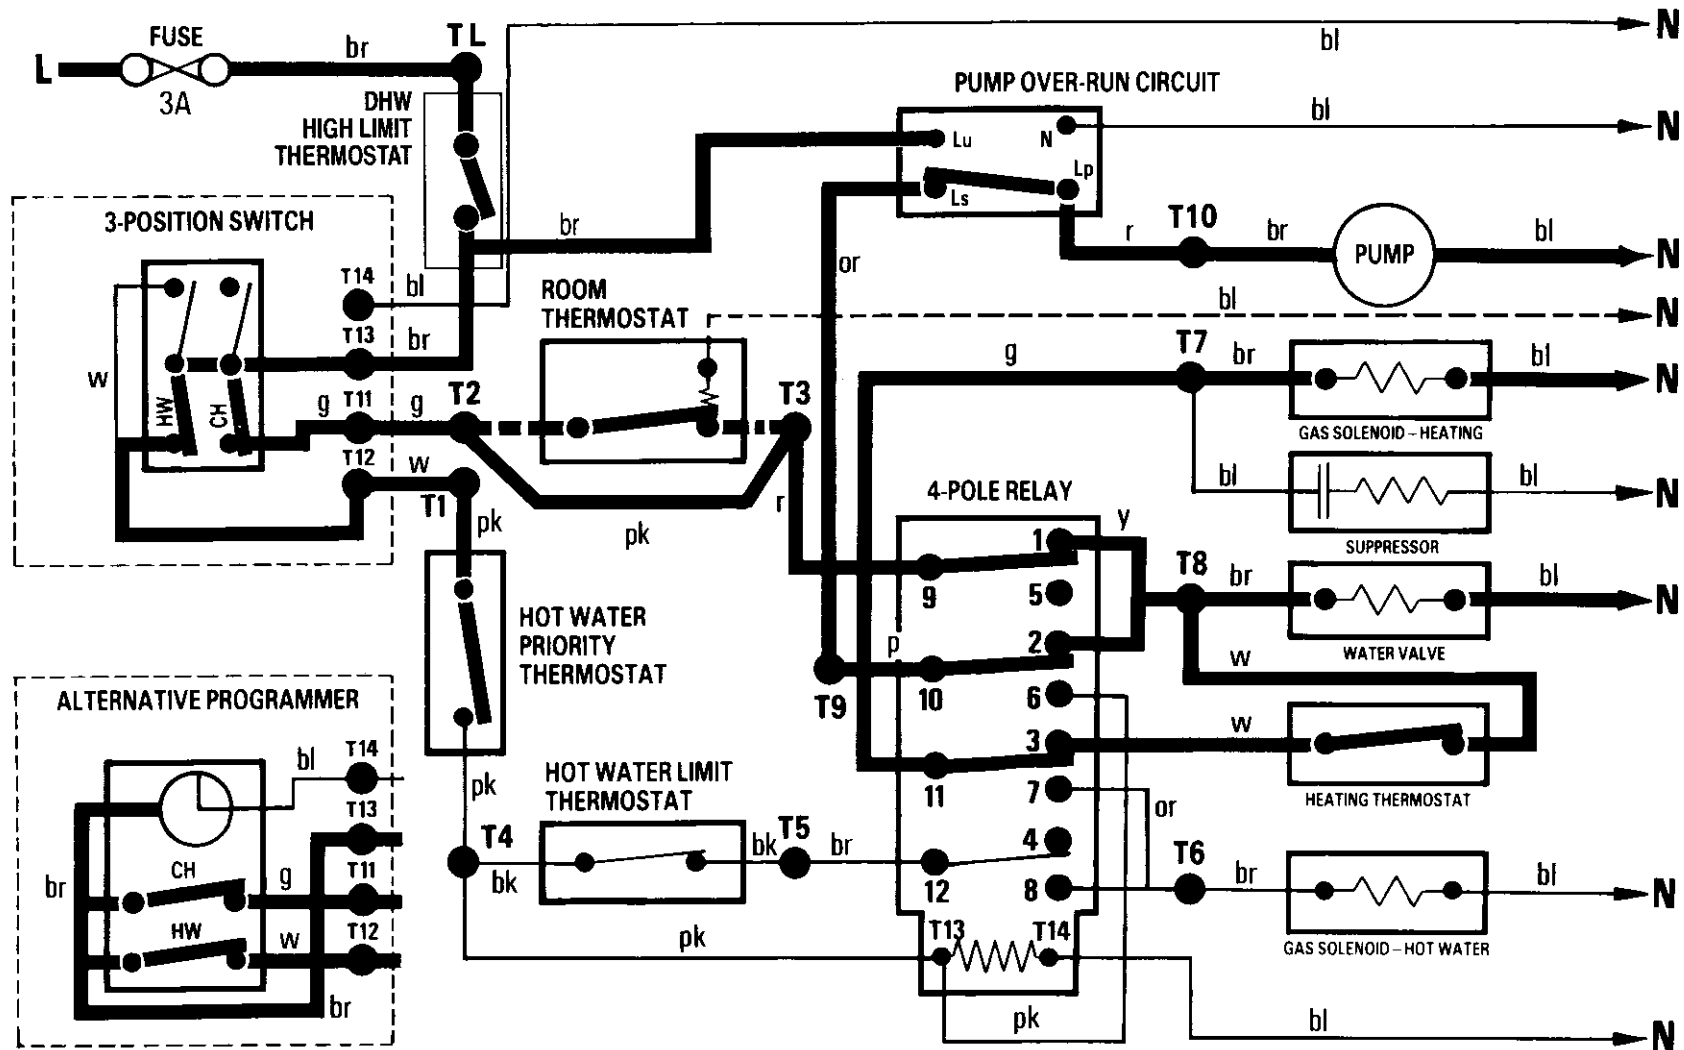 FUSE
L
br
TL
3A
DHW
HIGH LIMIT
THERMOSTAT
bl
N
PUMP OVER-RUN CIRCUIT
Lu
N
bl
N
Ls
Lp
br
or
r
T10
br
PUMP
bl
N
3-POSITION SWITCH
T14
bl
T13
br
w
HW
CH
g
T11
g
T2
T12
w
T1
pk
ROOM
THERMOSTAT
T3
r
pk
bl
N
g
T7
br
bl
N
GAS SOLENOID – HEATING
bl
bl
N
SUPPRESSOR
4-POLE RELAY
y
1
9
5
2
p
10
6
T9
3
11
7
or
4
12
8
T13
T14
pk
T8
br
bl
N
WATER VALVE
w
w
HEATING THERMOSTAT
T6
br
bl
N
GAS SOLENOID – HOT WATER
bl
N
HOT WATER
PRIORITY
THERMOSTAT
pk
T4
bk
HOT WATER LIMIT
THERMOSTAT
bk
T5
br
pk
ALTERNATIVE PROGRAMMER
bl
T14
T13
CH
g
T11
br
HW
w
T12
br